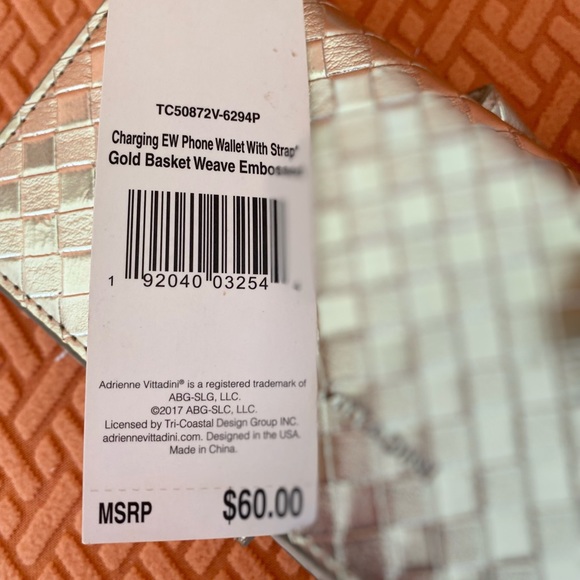 TC50872V-6294P
Charging EW Phone Wallet With Strap
Gold Basket Weave
1 92040 03254
Adrienne Vittadini® is a registered trademark of
ABG-SLG, LLC.
©2017 ABG-SLC, LLC.
Licensed by Tri-Coastal Design Group INC.
adriennevittadini.com. Designed in the USA.
Made in China.
MSRP $60.00